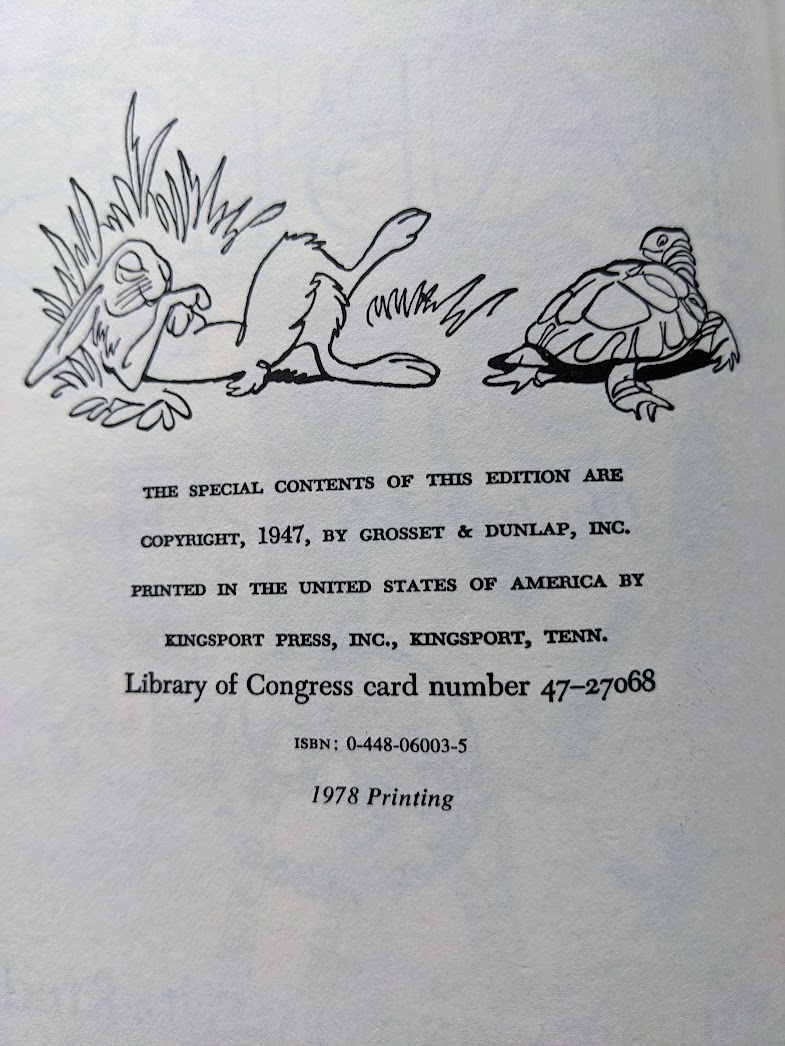 THE SPECIAL CONTENTS OF THIS EDITION ARE
COPYRIGHT, 1947, BY GROSSET & DUNLAP, INC.
PRINTED IN THE UNITED STATES OF AMERICA BY
KINGSPORT PRESS, INC., KINGSPORT, TENN.
Library of Congress card number 47–27068
ISBN: 0-448-06003-5
1978 Printing